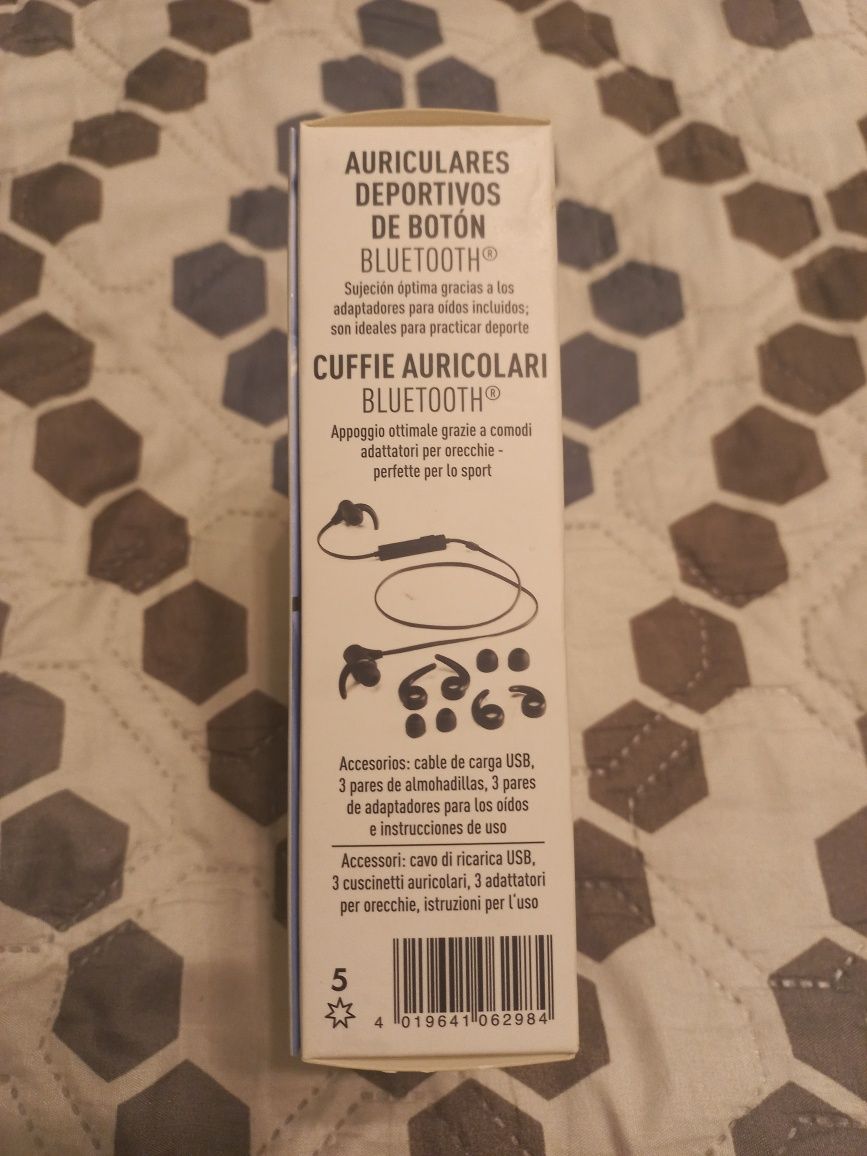 AURICULARES
DEPORTIVOS
DE BOTÓN
BLUETOOTH®
Sujeción óptima gracias a los
adaptadores para oídos incluidos;
son ideales para practicar deporte
CUFFIE AURICOLARI
BLUETOOTH®
Appoggio ottimale grazie a comodi
adattatori per orecchie -
perfette per lo sport
Accesorios: cable de carga USB,
3 pares de almohadillas, 3 pares
de adaptadores para los oídos
e instrucciones de uso
Accessori: cavo di ricarica USB,
3 cuscinetti auricolari, 3 adattatori
per orecchie, istruzioni per l'uso
5
4 019641 062984